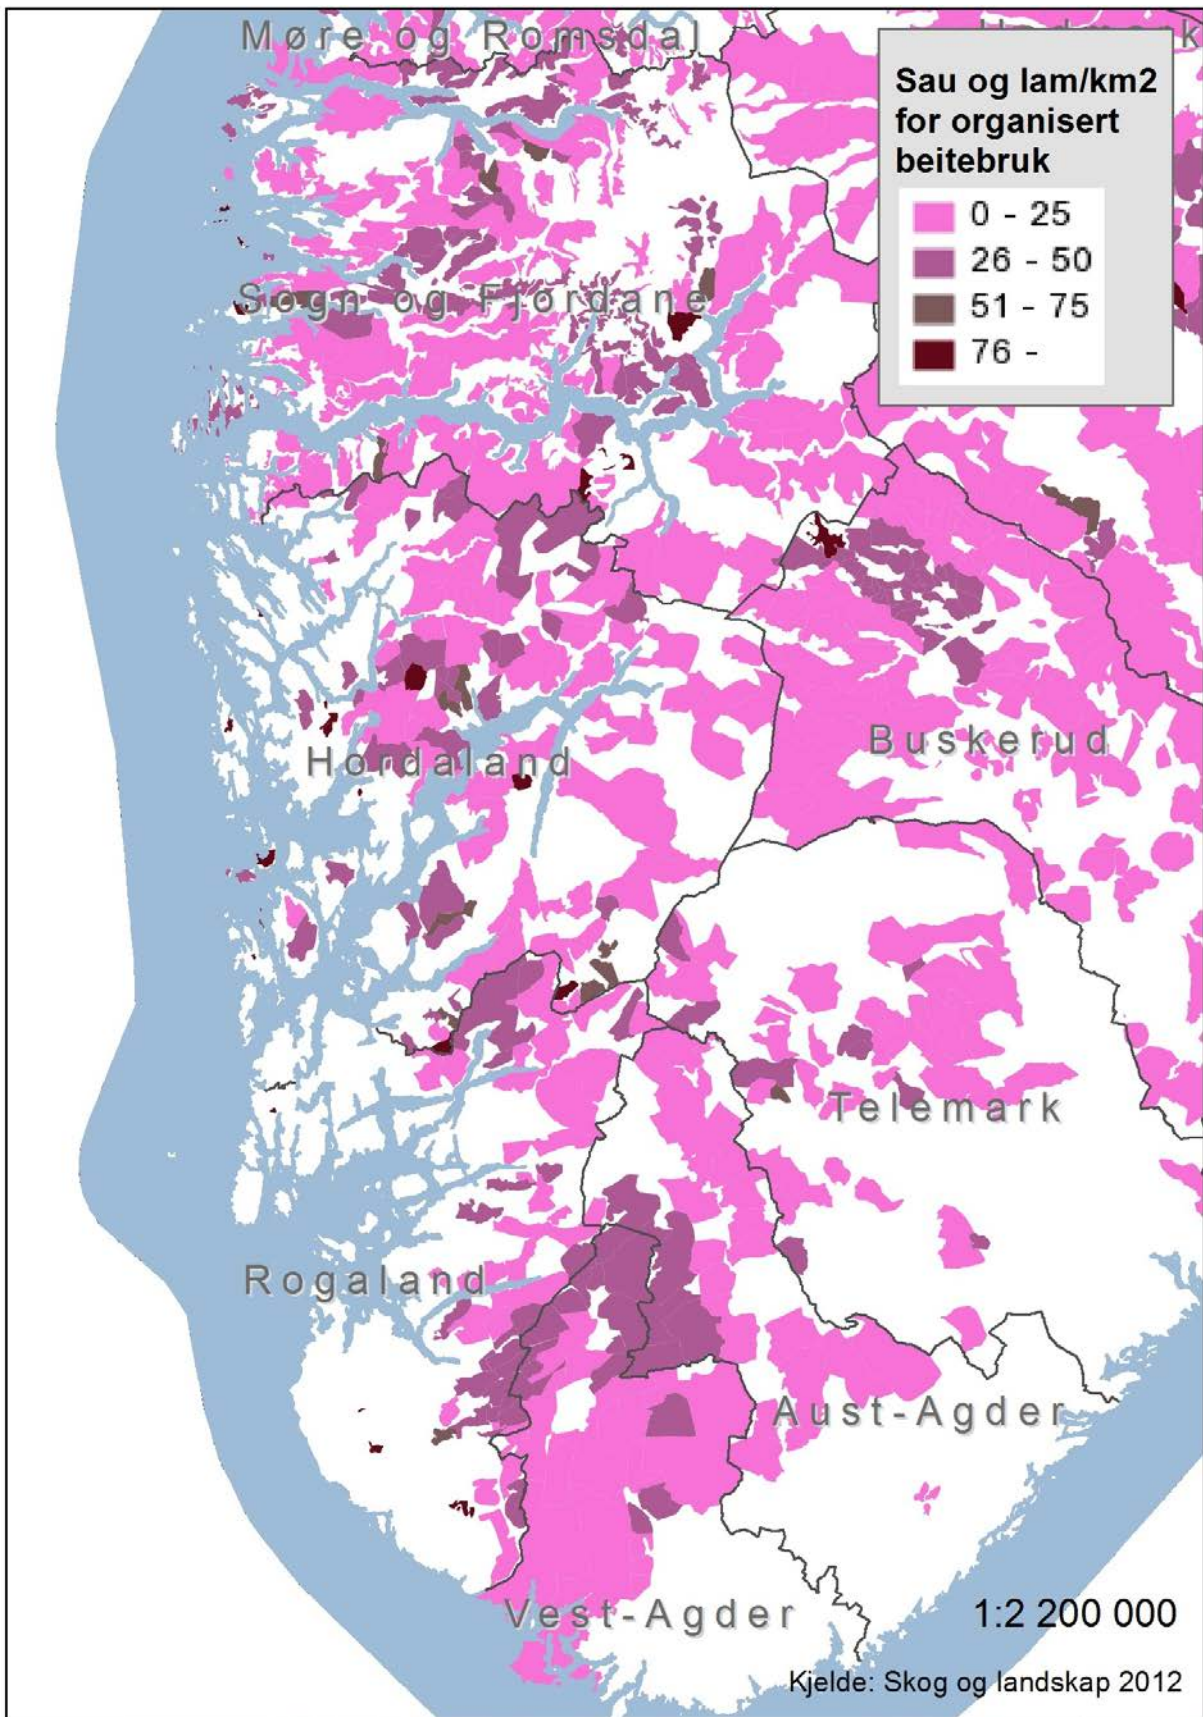 Møre og Romsdal
Sau og lam/km2
for organisert
beitebruk
0 - 25
26 - 50
51 - 75
76 -
Sogn og Fjordane
Buskerud
Hordaland
Telemark
Rogaland
Aust-Agder
Vest-Agder
1:2 200 000
Kjelde: Skog og landskap 2012